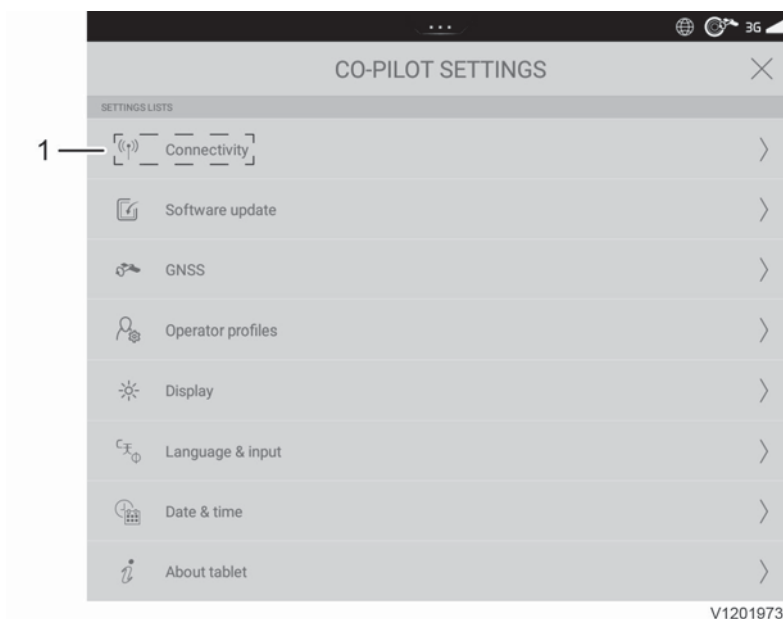 3G
CO-PILOT SETTINGS
SETTINGS LISTS
1
Connectivity
Software update
GNSS
Operator profiles
Display
Language & input
Date & time
About tablet
V1201973